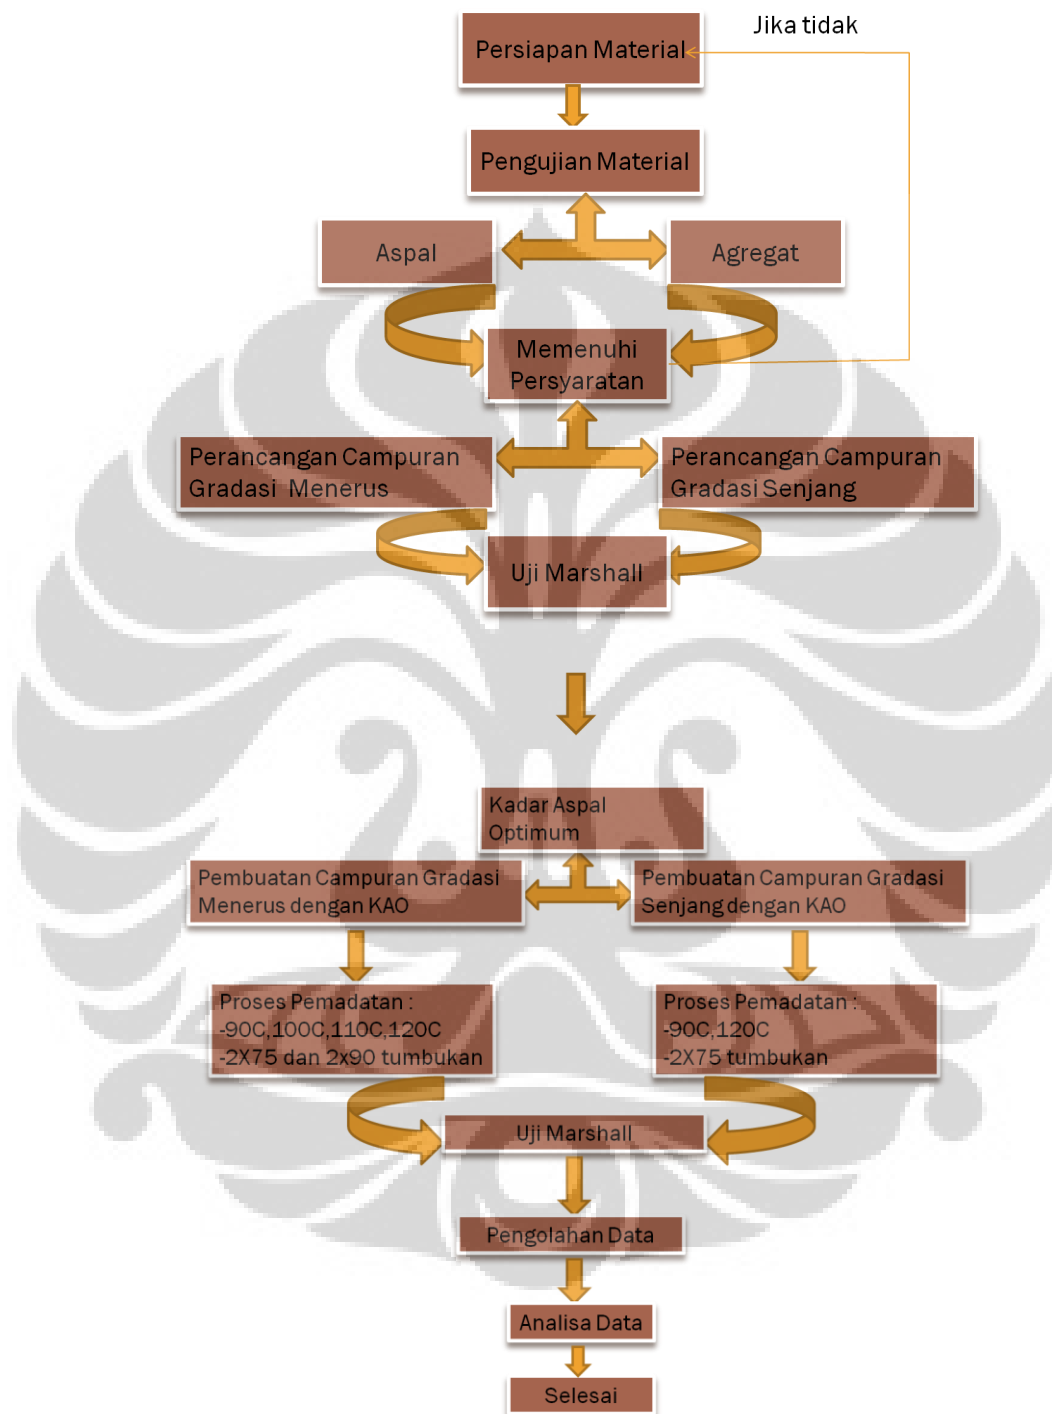 Jika tidak
Persiapan Material
Pengujian Material
Aspal
Agregat
Memenuhi
Persyaratan
Perancangan Campuran
Gradasi Menerus
Perancangan Campuran
Gradasi Senjang
Uji Marshall
Kadar Aspal
Optimum
Pembuatan Campuran Gradasi
Menerus dengan KAO
Pembuatan Campuran Gradasi
Senjang dengan KAO
Proses Pemadatan :
-90C,100C,110C,120C
-2X75 dan 2x90 tumbukan
Proses Pemadatan :
-90C,120C
-2X75 tumbukan
Uji Marshall
Pengolahan Data
Analisa Data
Selesai